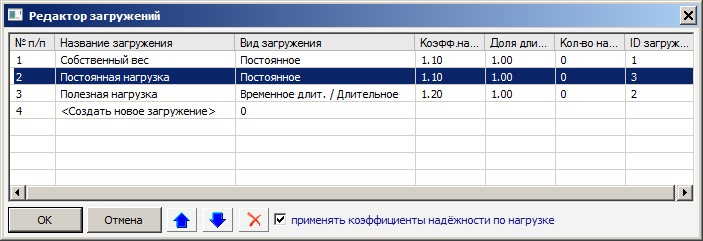 Редактор загружений
№ п/п Название загружения Вид загружения Коэфф.на... Доля дли... Кол-во на... ID загруж...
1 Собственный вес Постоянное 1.10 1.00 0 1
2 Постоянная нагрузка Постоянное 1.10 1.00 0 3
3 Полезная нагрузка Временное длит. / Длительное 1.20 1.00 0 2
4 <Создать новое загружение> 0
OK Отмена применять коэффициенты надёжности по нагрузке